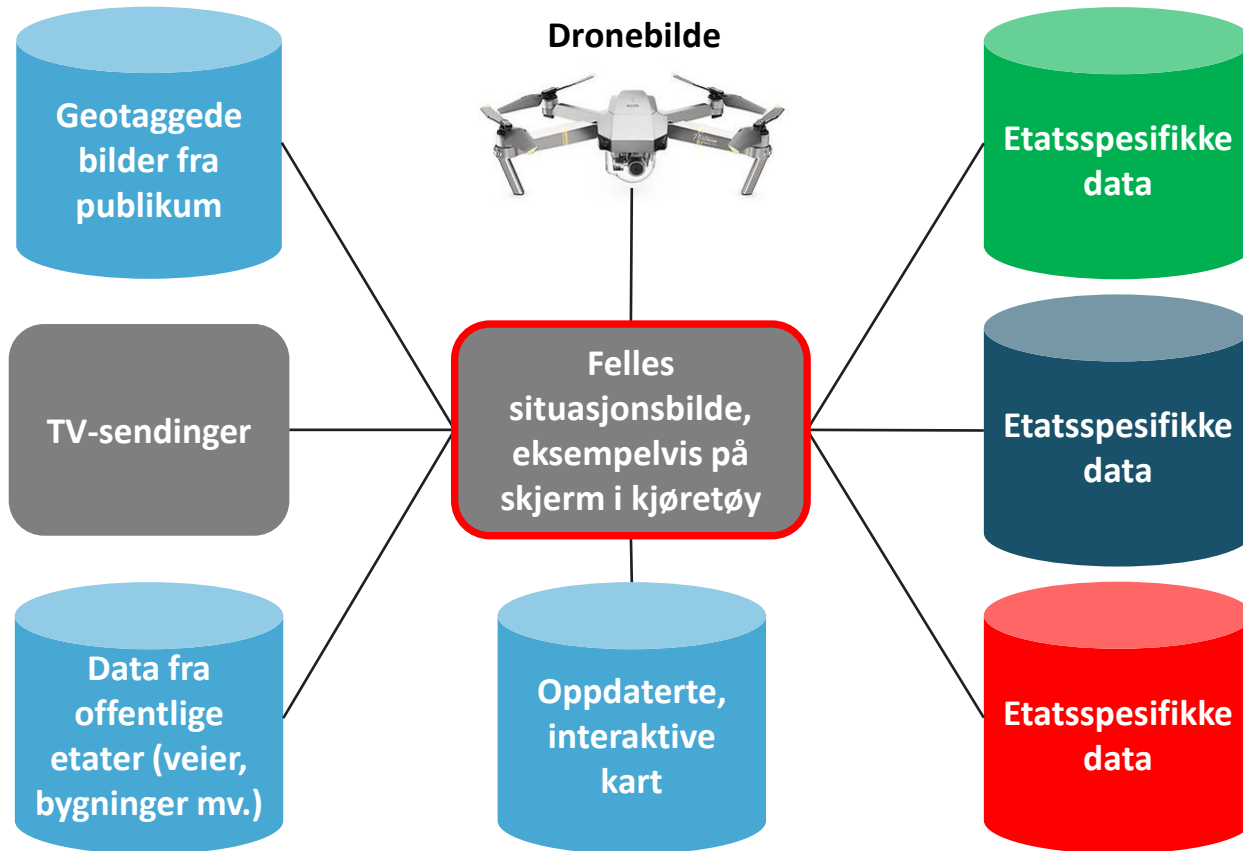 Dronebilde
Geotaggede
bilder fra
publikum
Etatsspesifikke
data
TV-sendinger
Felles
situasjonsbilde,
eksempelvis på
skjerm i kjøretøy
Etatsspesifikke
data
Data fra
offentlige
etater (veier,
bygninger mv.)
Oppdaterte,
interaktive
kart
Etatsspesifikke
data